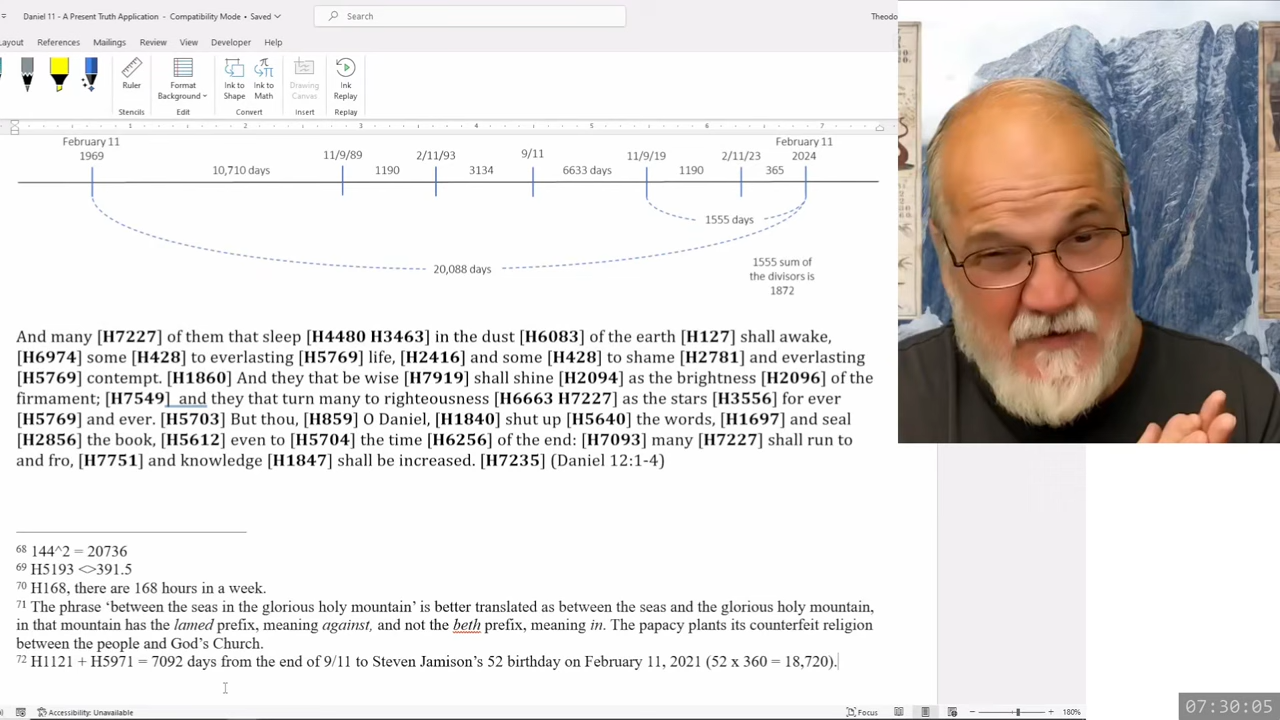 Daniel 11 - A Present Truth Application • - Compatibility Mode • Saved
Search
Theodo
Layout References Mailings Review View Developer Help
Ruler
Format Background
Ink to Shape
Ink to Math
Drawing Canvas
Ink Replay
Stencils Edit Convert Insert Replay
1 2 3 4 5 6 7
February 11 February 11
1969 11/9/89 2/11/93 9/11 11/9/19 2/11/23 2024
10,710 days 1190 3134 6633 days 1190 365
1555 days
20,088 days
1555 sum of
the divisors is
1872
And many [H7227] of them that sleep [H4480 H3463] in the dust [H6083] of the earth [H127] shall awake,
[H6974] some [H428] to everlasting [H5769] life, [H2416] and some [H428] to shame [H2781] and everlasting
[H5769] contempt. [H1860] And they that be wise [H7919] shall shine [H2094] as the brightness [H2096] of the
firmament; [H7549] and they that turn many to righteousness [H6663 H7227] as the stars [H3556] for ever
[H5769] and ever. [H5703] But thou, [H859] O Daniel, [H1840] shut up [H5640] the words, [H1697] and seal
[H2856] the book, [H5612] even to [H5704] the time [H6256] of the end: [H7093] many [H7227] shall run to
and fro, [H7751] and knowledge [H1847] shall be increased. [H7235] (Daniel 12:1-4)
68 144^2 = 20736
69 H5193 <>391.5
70 H168, there are 168 hours in a week.
71 The phrase ‘between the seas in the glorious holy mountain’ is better translated as between the seas and the glorious holy mountain,
in that mountain has the lamed prefix, meaning against, and not the beth prefix, meaning in. The papacy plants its counterfeit religion
between the people and God’s Church.
72 H1121 + H5971 = 7092 days from the end of 9/11 to Steven Jamison’s 52 birthday on February 11, 2021 (52 x 360 = 18,720).
Accessibility: Unavailable
Focus
180%
07:30:05